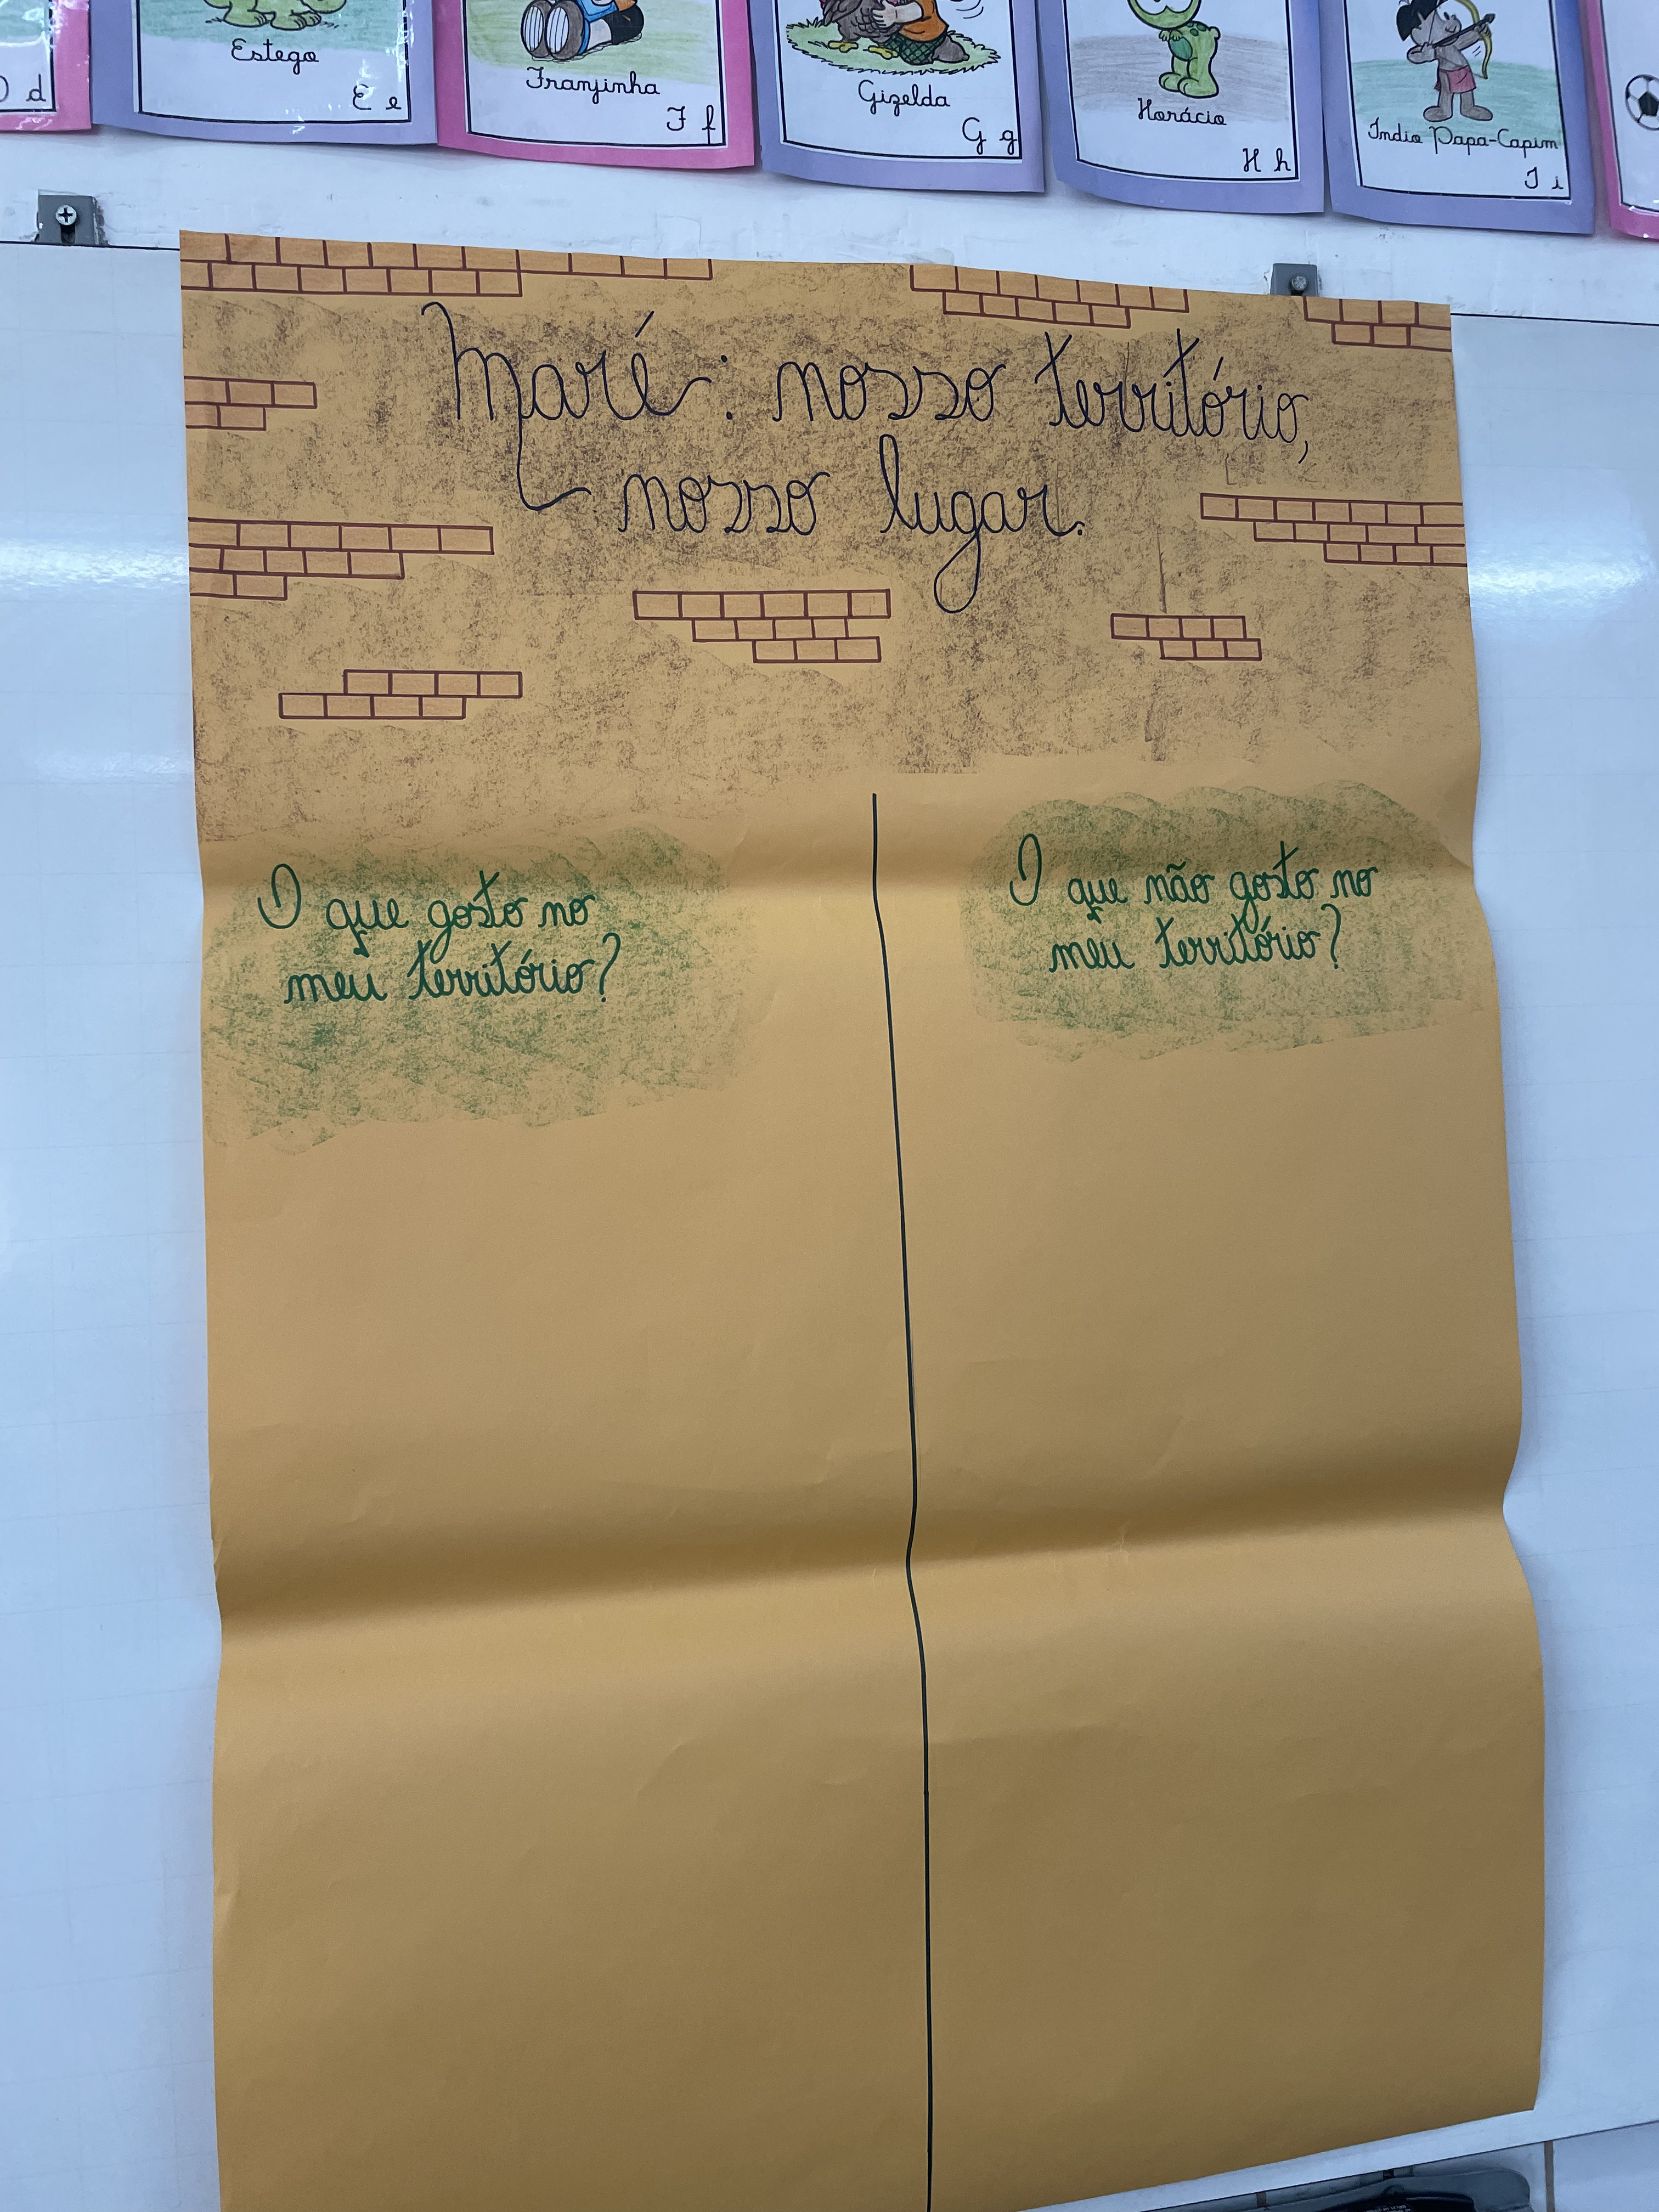 D d
Estego
E e
Franjinha
F f
Gizelda
G g
Horácio
H h
Índio Papa-Capim
I i
Maré: nosso território,
nosso lugar.
O que gosto no
meu território?
O que não gosto no
meu território?